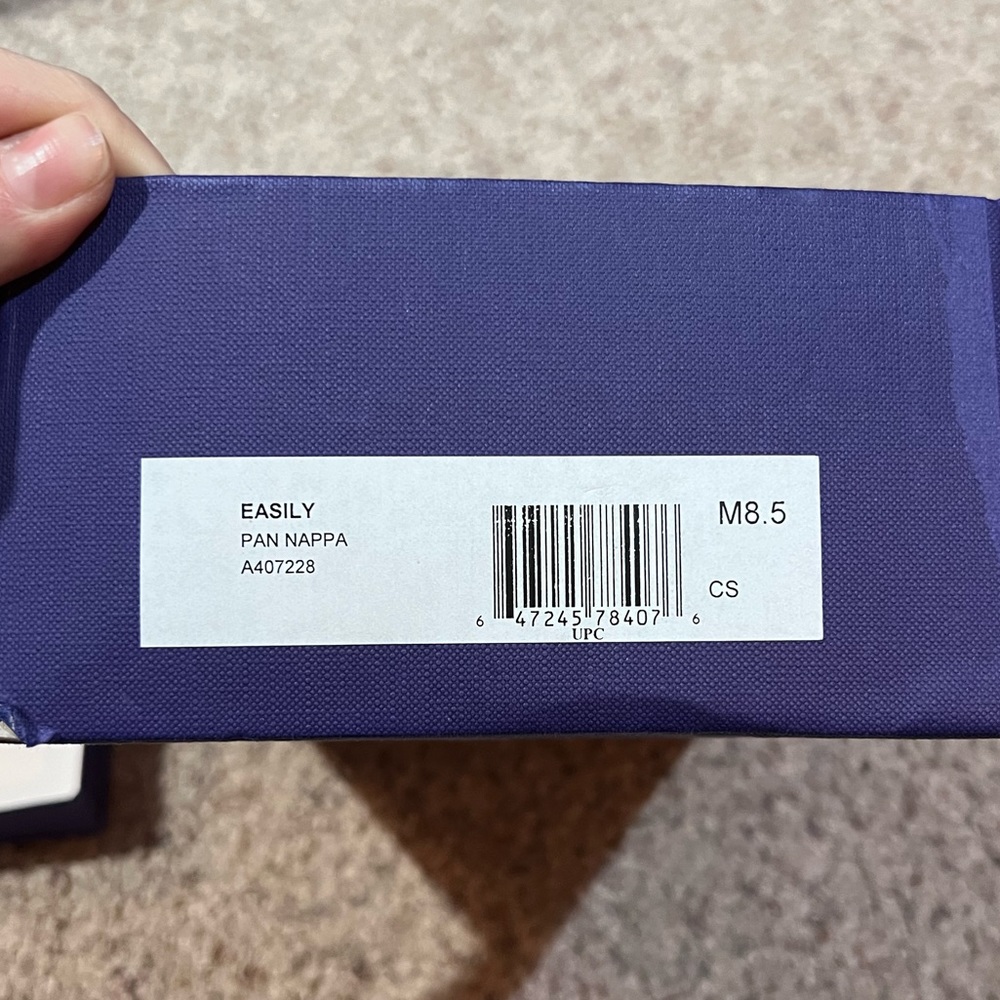 EASILY
PAN NAPPA
A407228
M8.5
CS
6 47245 78407 6
UPC